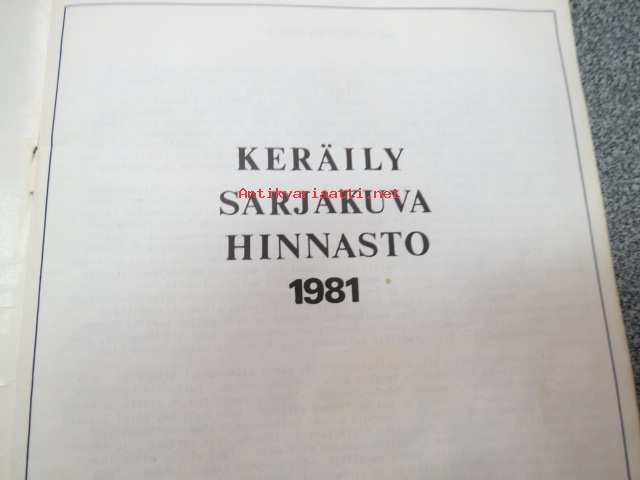 KERÄILY
Antikvariaatti.net
SARJAKUVA
HINNASTO
1981